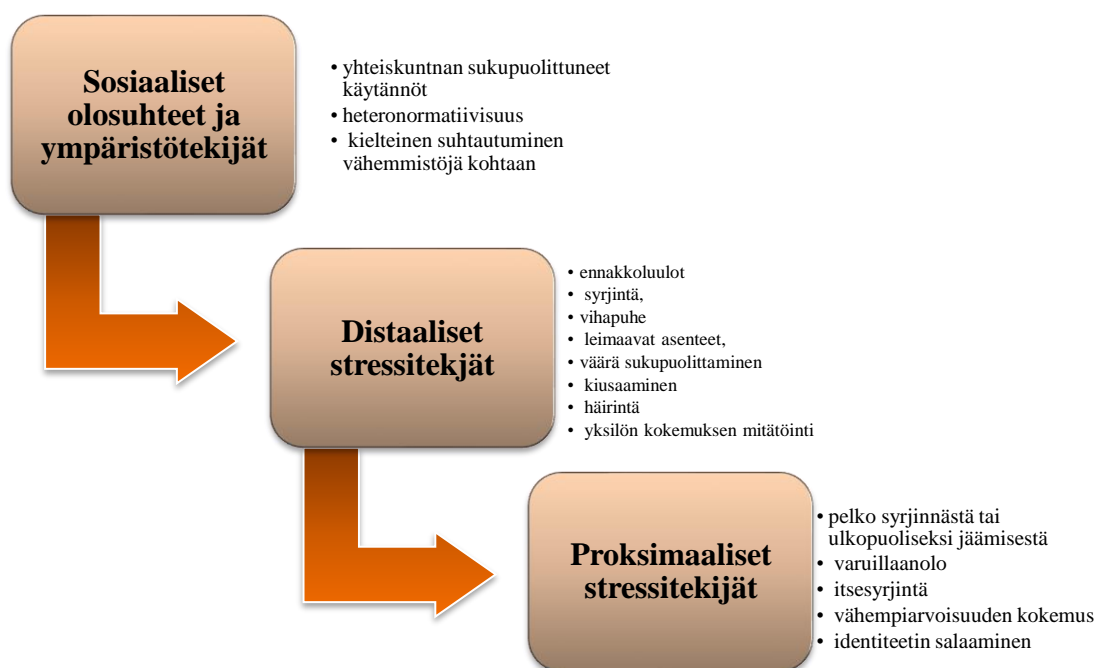 Sosiaaliset
olosuhteet ja
ympäristötekijät
• yhteiskuntnan sukupuolittuneet
käytännöt
• heteronormatiivisuus
• kielteinen suhtautuminen
vähemmistöjä kohtaan
Distaaliset
stressitekjät
• ennakkoluulot
• syrjintä,
• vihapuhe
• leimaavat asenteet,
• väärä sukupuolittaminen
• kiusaaminen
• häirintä
• yksilön kokemuksen mitätöinti
Proksimaaliset
stressitekijät
• pelko syrjinnästä tai
ulkopuoliseksi jäämisestä
• varuillaanolo
• itsesyrjintä
• vähempiarvoisuuden kokemus
• identiteetin salaaminen